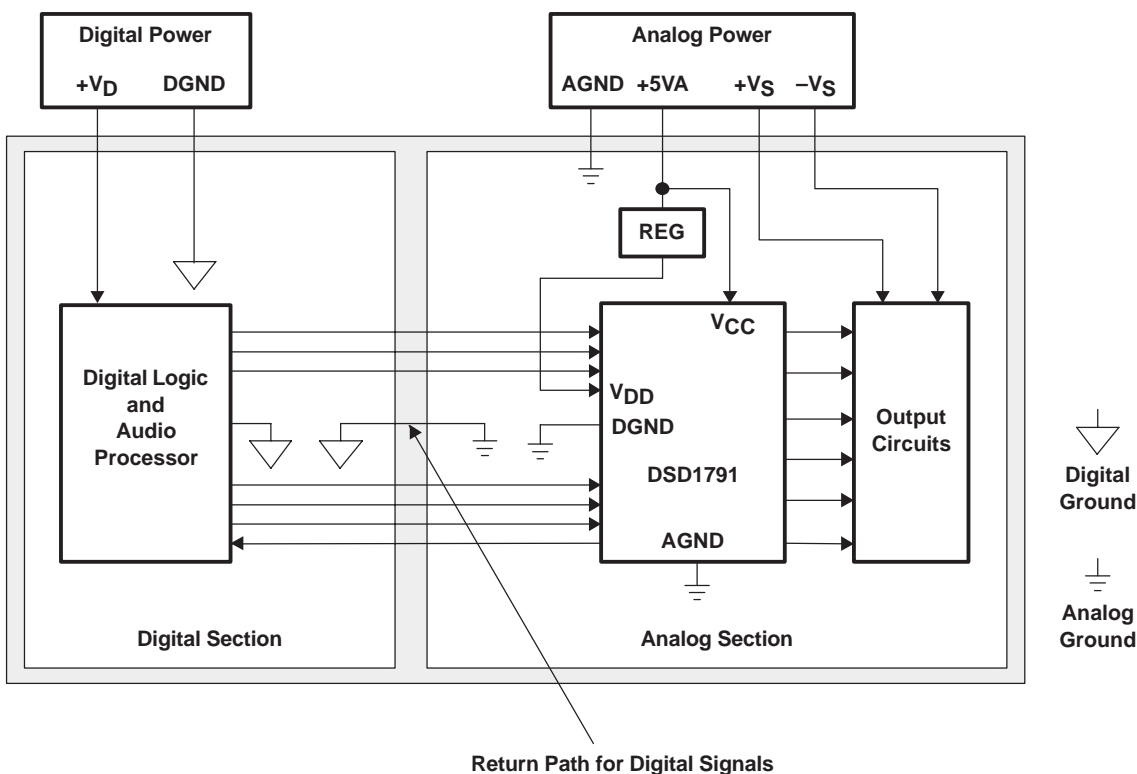 Digital Power
+VD DGND
Analog Power
AGND +5VA +VS –VS
REG
VCC
Digital Logic
and
Audio
Processor
VDD
DGND
DSD1791
AGND
Output
Circuits
Digital
Ground
Analog
Ground
Digital Section
Analog Section
Return Path for Digital Signals